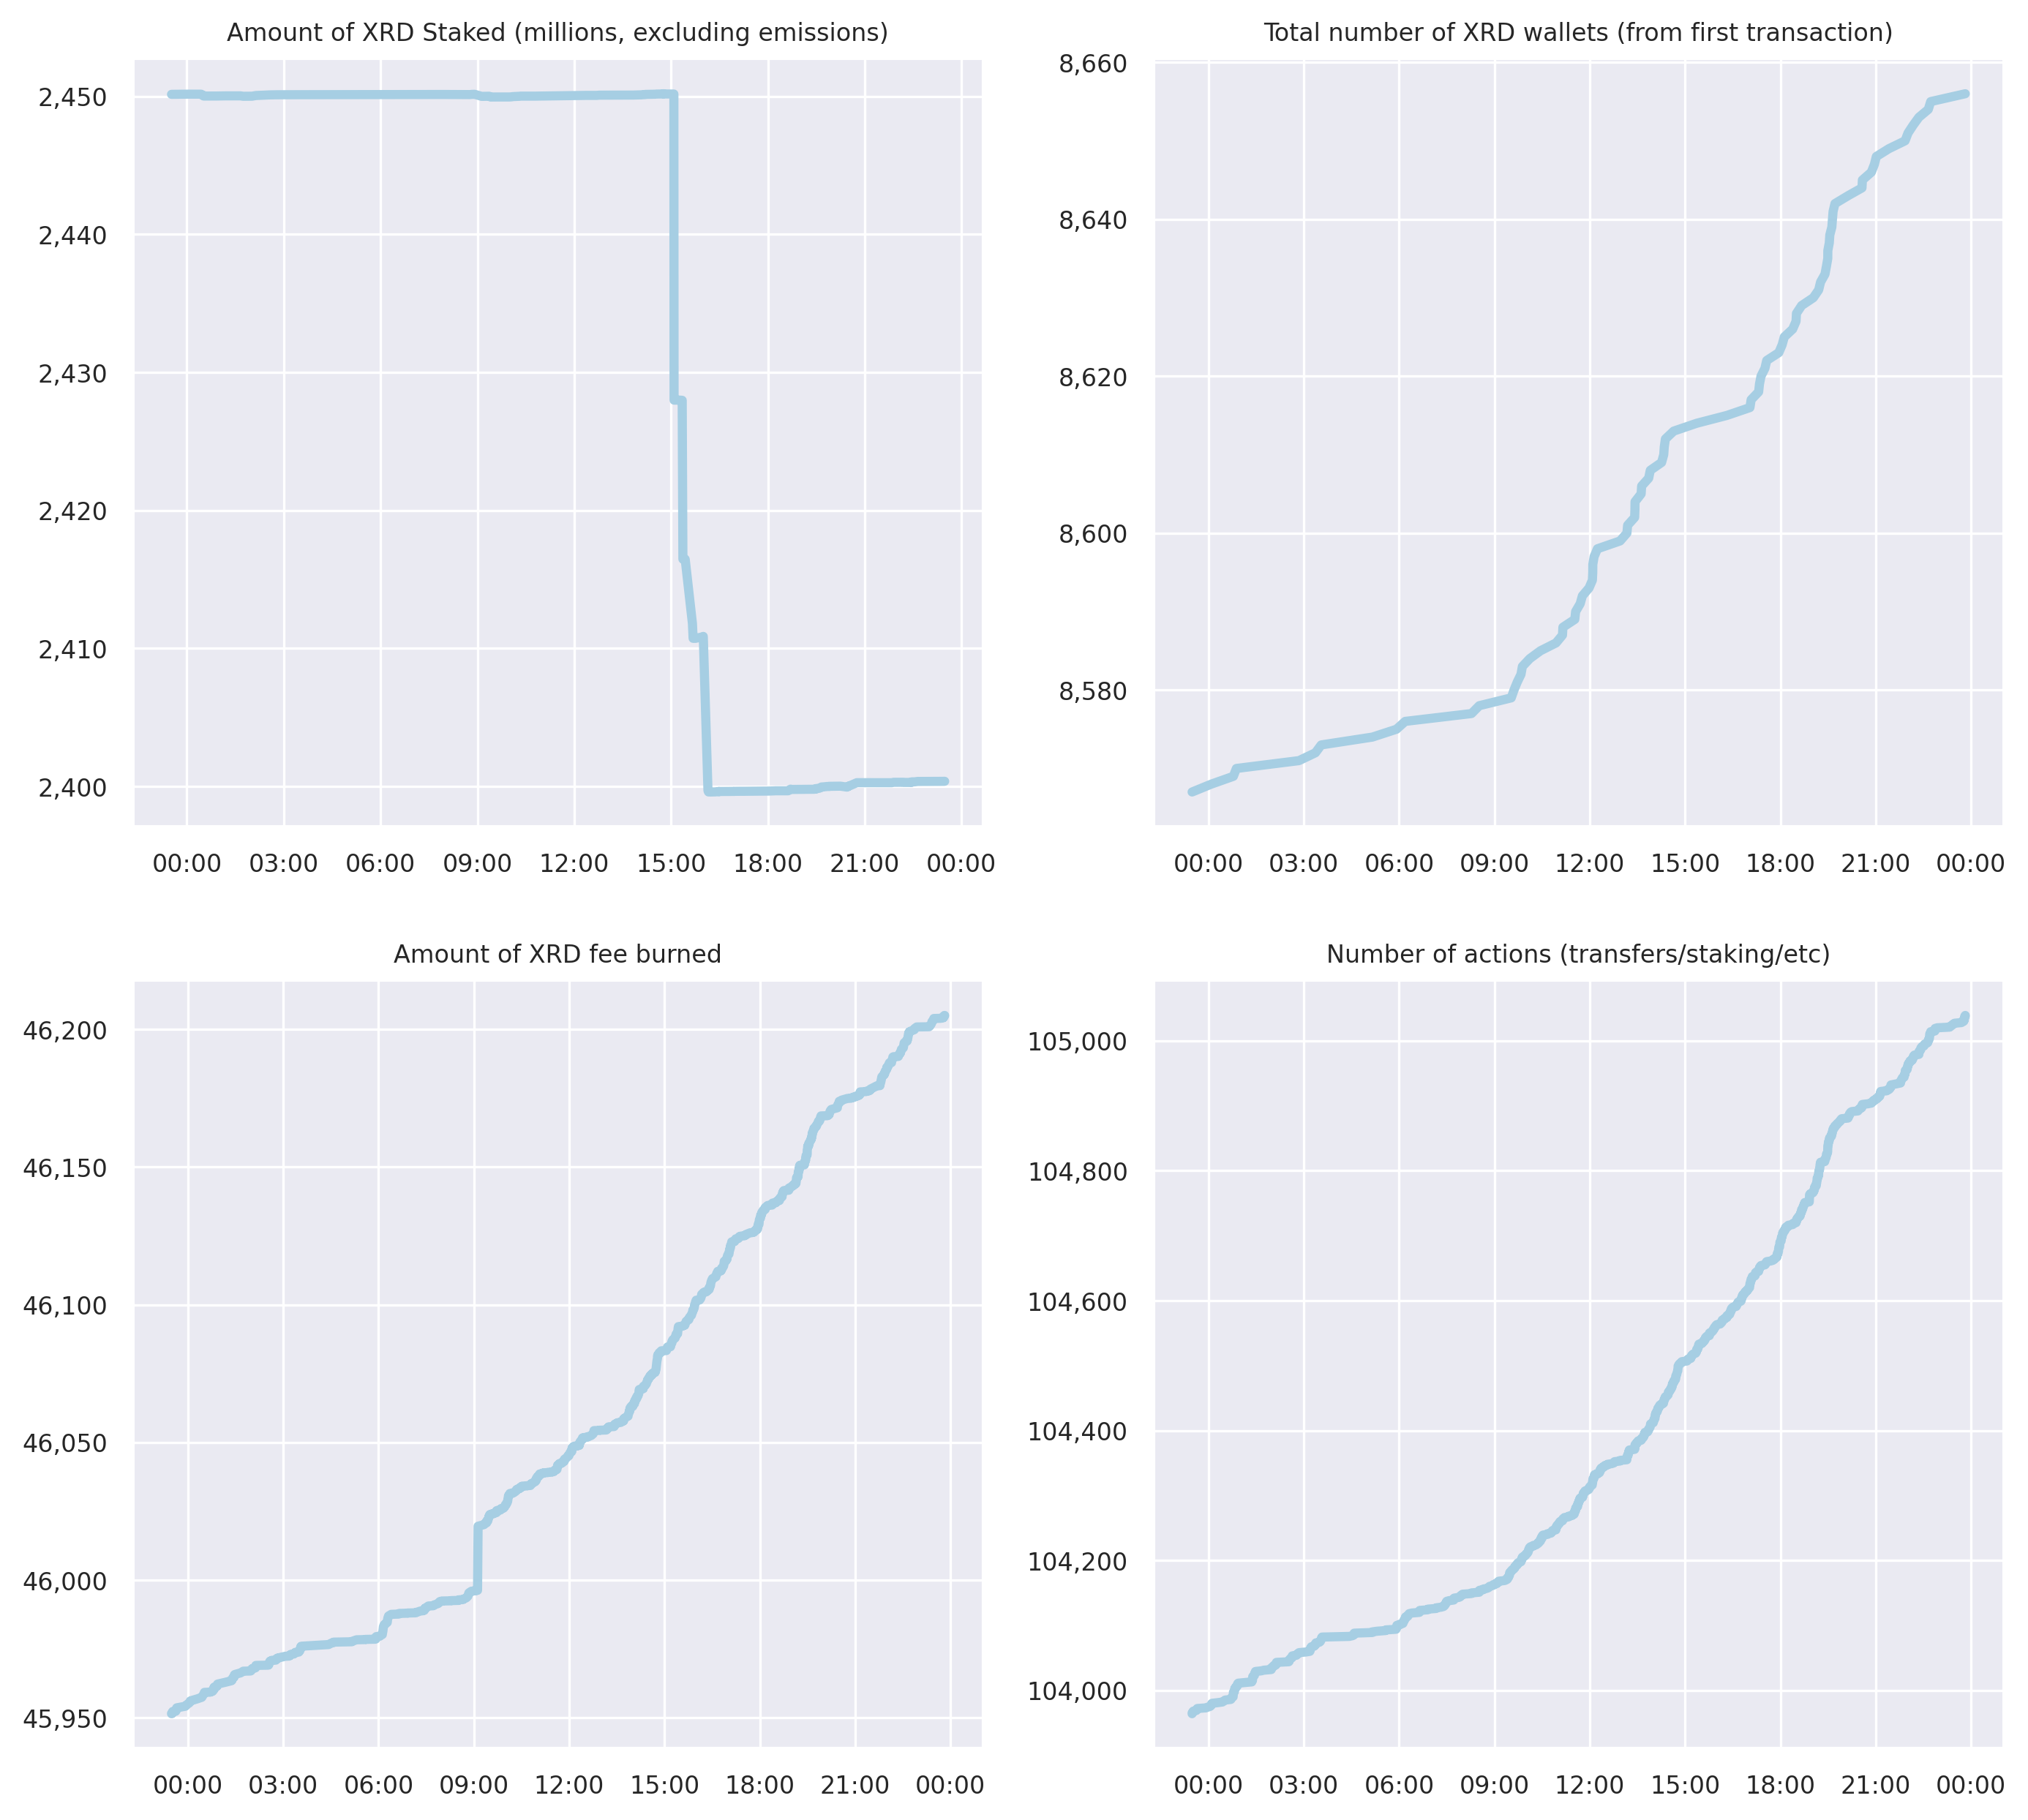 Amount of XRD Staked (millions, excluding emissions)
2,450
2,440
2,430
2,420
2,410
2,400
00:00 03:00 06:00 09:00 12:00 15:00 18:00 21:00 00:00
Total number of XRD wallets (from first transaction)
8,660
8,640
8,620
8,600
8,580
00:00 03:00 06:00 09:00 12:00 15:00 18:00 21:00 00:00
Amount of XRD fee burned
46,200
46,150
46,100
46,050
46,000
45,950
00:00 03:00 06:00 09:00 12:00 15:00 18:00 21:00 00:00
Number of actions (transfers/staking/etc)
105,000
104,800
104,600
104,400
104,200
104,000
00:00 03:00 06:00 09:00 12:00 15:00 18:00 21:00 00:00